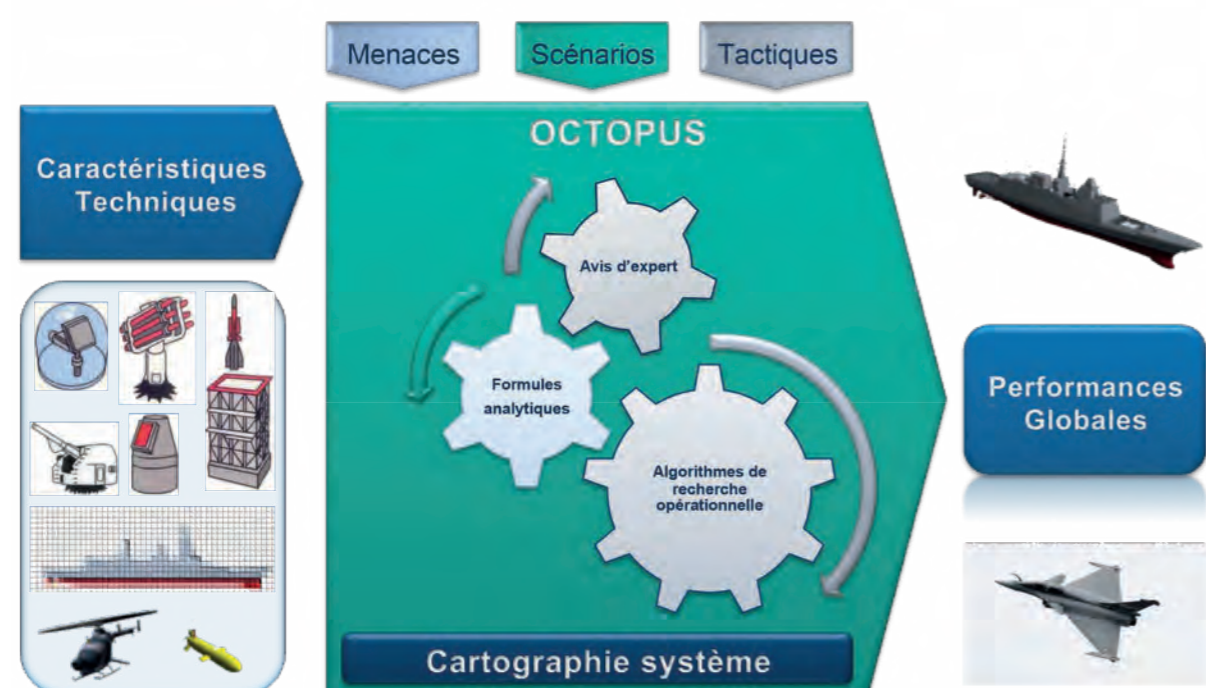 Menaces
Scénarios
Tactiques
Caractéristiques
Techniques
OCTOPUS
Avis d'expert
Formules
analytiques
Algorithmes de
recherche
opérationnelle
Cartographie système
Performances
Globales